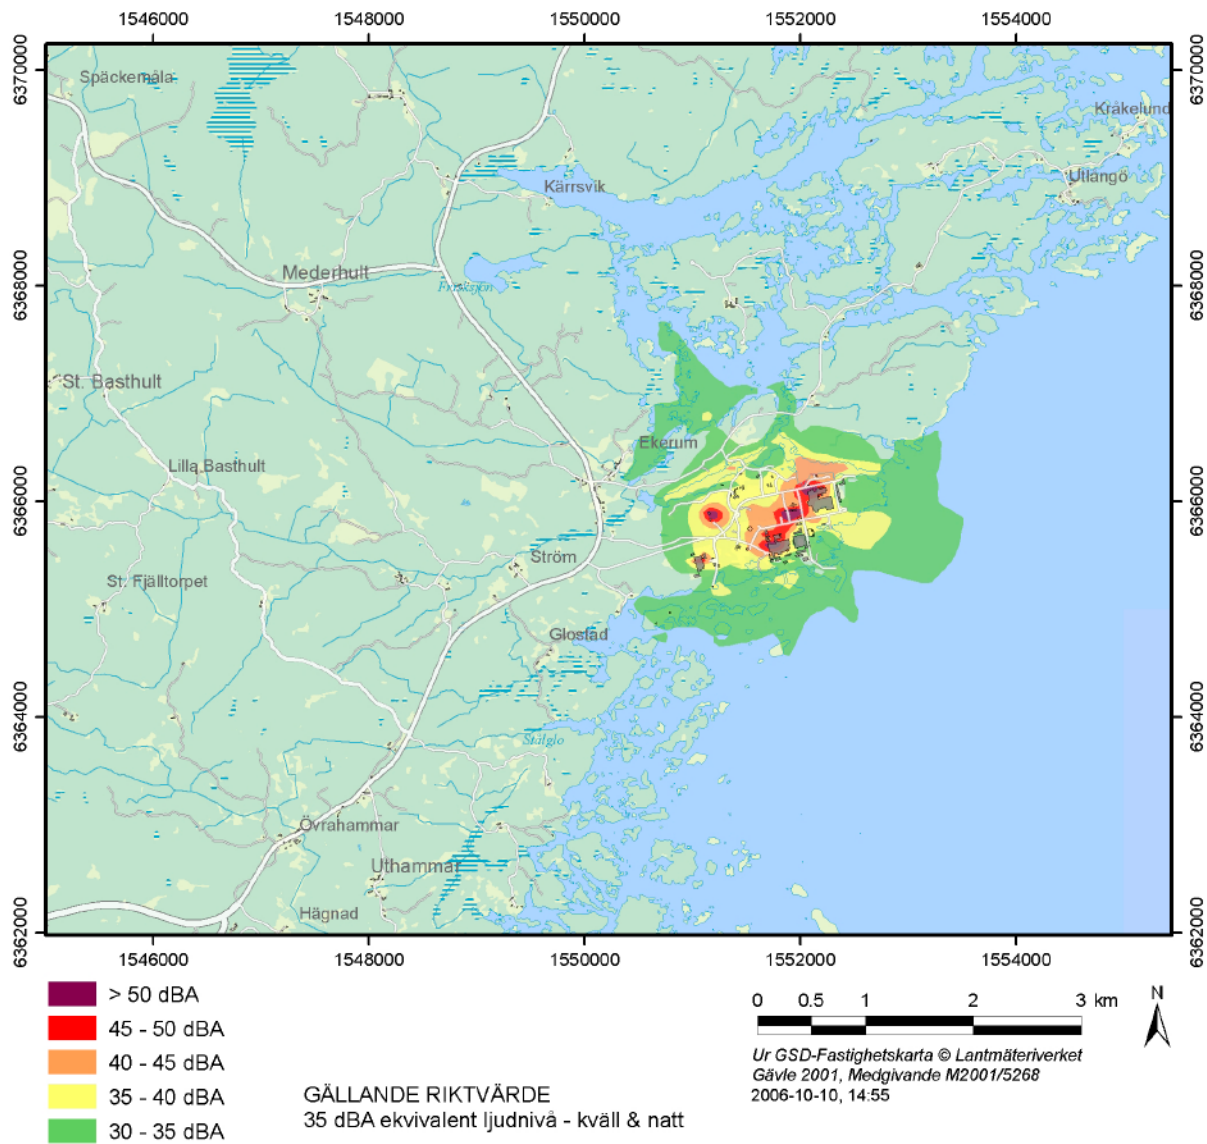 1546000 1548000 1550000 1552000 1554000
6370000 6370000
Späckemåla
Kråkelund
Utlångö
Kärrsvik
Mederhult
Frisksjön
6368000 6368000
St. Basthult
Ekerum
Lilla Basthult
6366000 6366000
Ström
St. Fjälltorpet
Glostad
6364000 6364000
Stålglo
Övrahammar
Uthammar
Hägnad
6362000 6362000
1546000 1548000 1550000 1552000 1554000
> 50 dBA
45 - 50 dBA
40 - 45 dBA
35 - 40 dBA
30 - 35 dBA
GÄLLANDE RIKTVÄRDE
35 dBA ekvivalent ljudnivå - kväll & natt
0 0.5 1 2 3 km
N
Ur GSD-Fastighetskarta © Lantmäteriverket
Gävle 2001, Medgivande M2001/5268
2006-10-10, 14:55